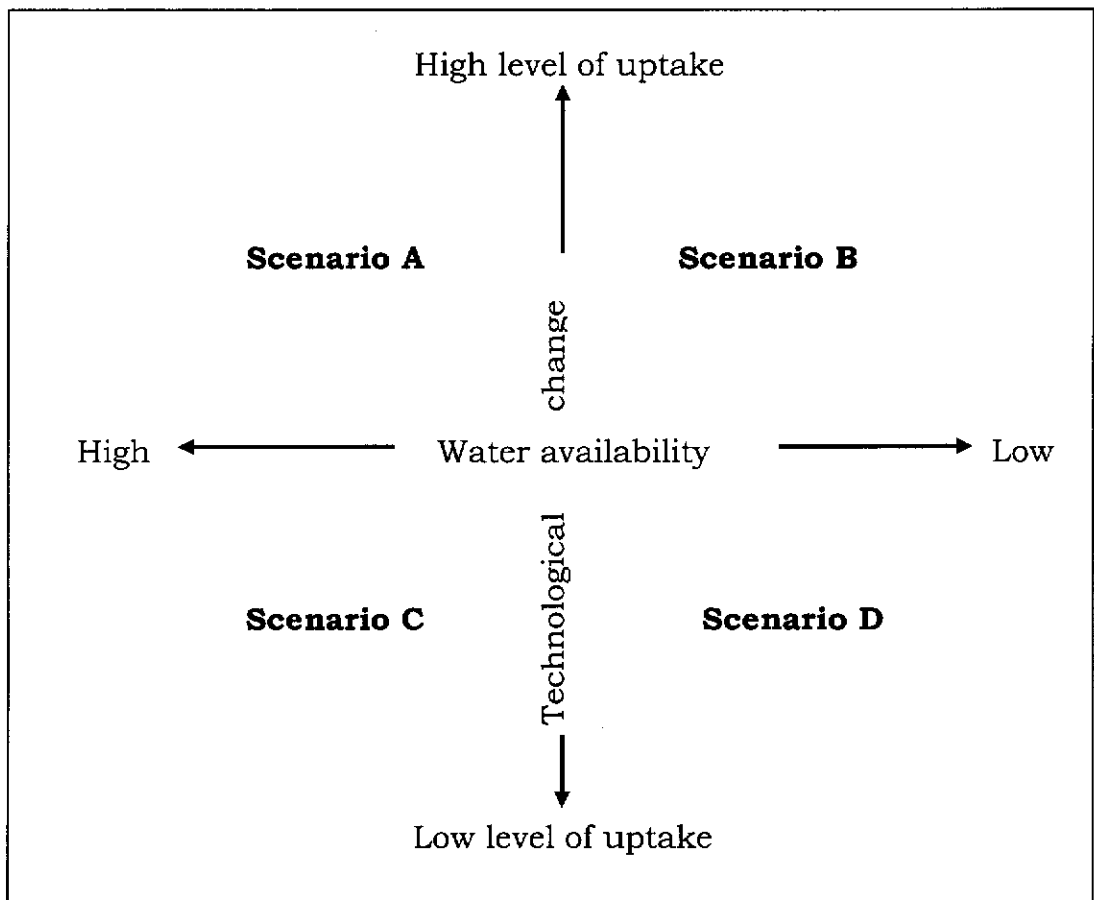 High level of uptake
Scenario A
Scenario B
change
High
Water availability
Low
Technological
Scenario C
Scenario D
Low level of uptake